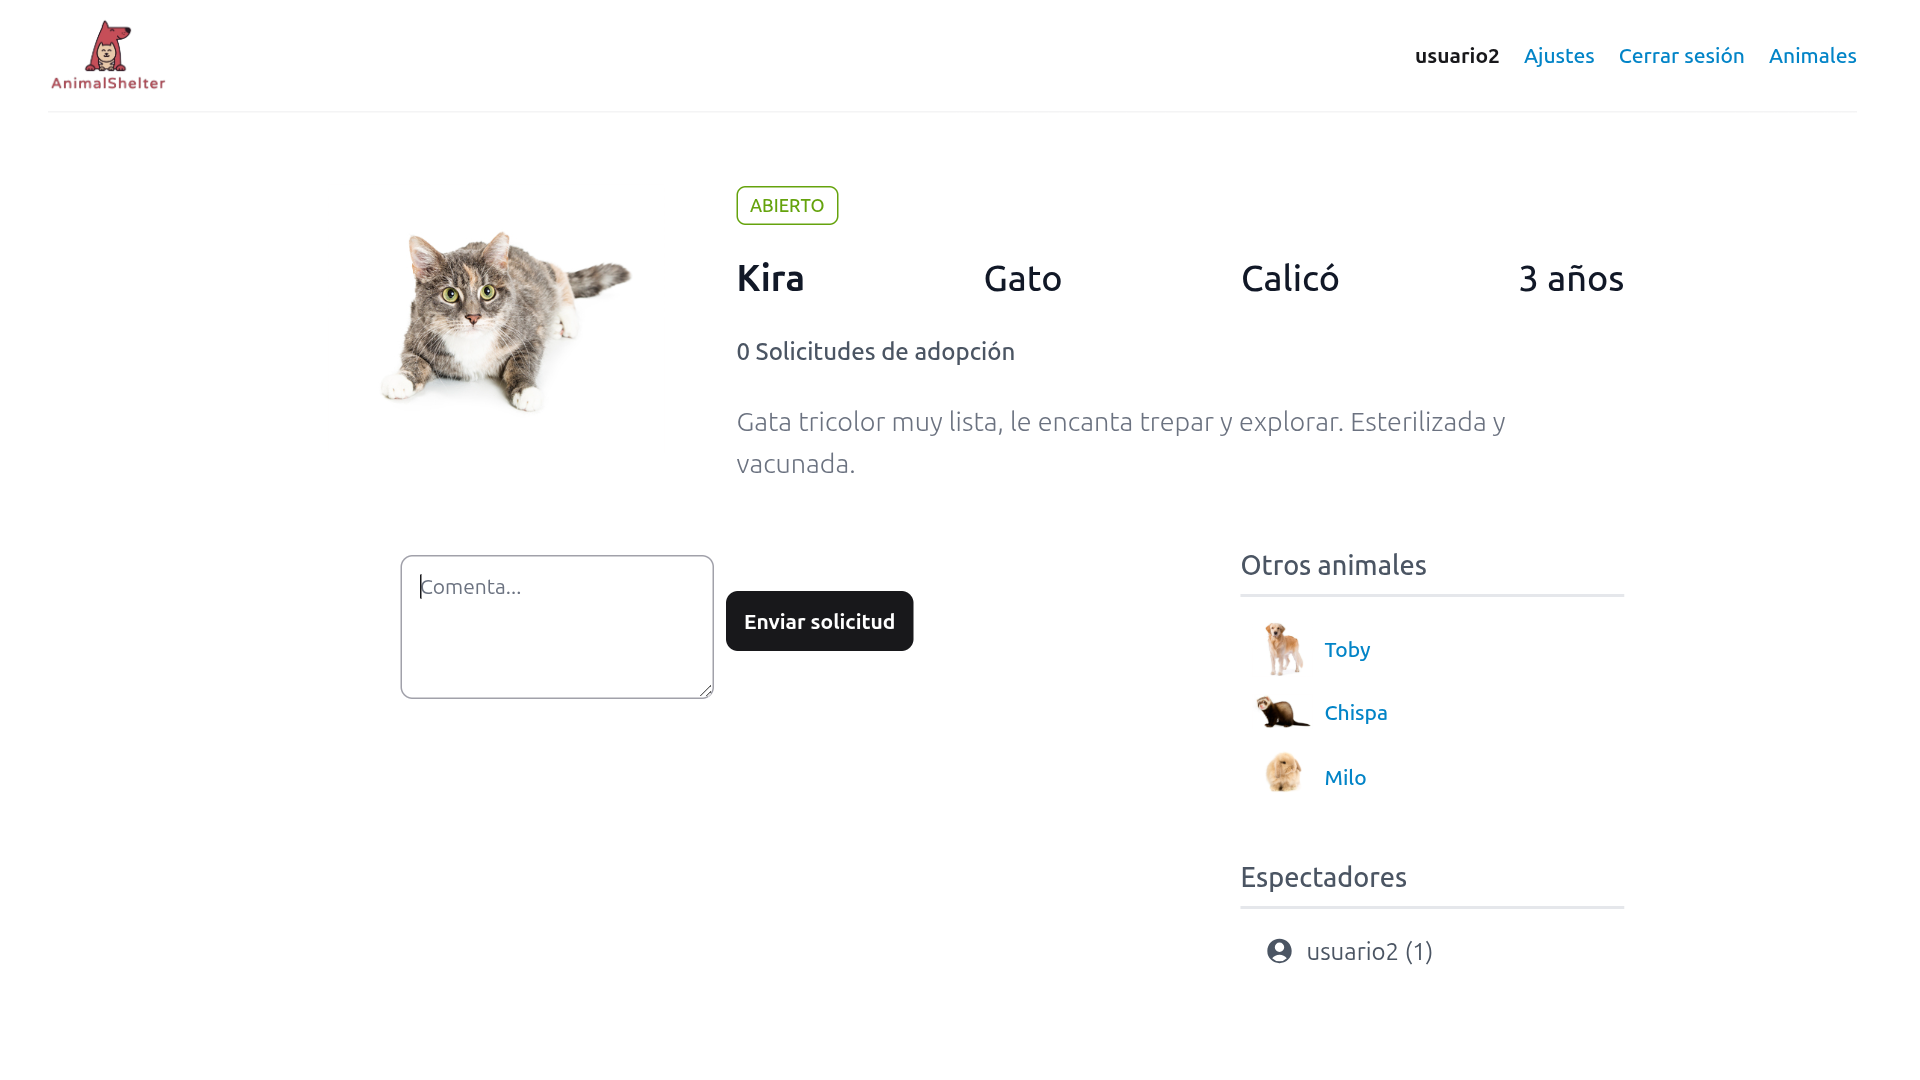 AnimalShelter
usuario2 Ajustes Cerrar sesión Animales
ABIERTO
Kira Gato Calicó 3 años
0 Solicitudes de adopción
Gata tricolor muy lista, le encanta trepar y explorar. Esterilizada y
vacunada.
Comenta...
Enviar solicitud
Otros animales
Toby
Chispa
Milo
Espectadores
usuario2 (1)